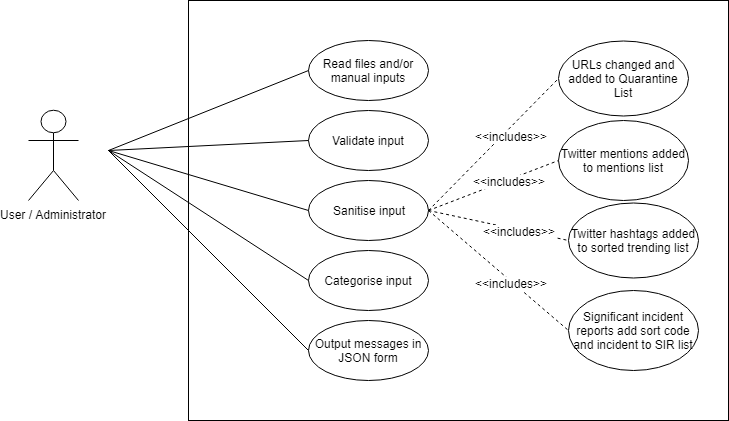 Read files and/or
manual inputs
Validate input
Sanitise input
Categorise input
Output messages in
JSON form
User / Administrator
URLs changed and
added to Quarantine
List
<<includes>>
Twitter mentions added
to mentions list
<<includes>>
Twitter hashtags added
to sorted trending list
<<includes>>
Significant incident
reports add sort code
and incident to SIR list
<<includes>>